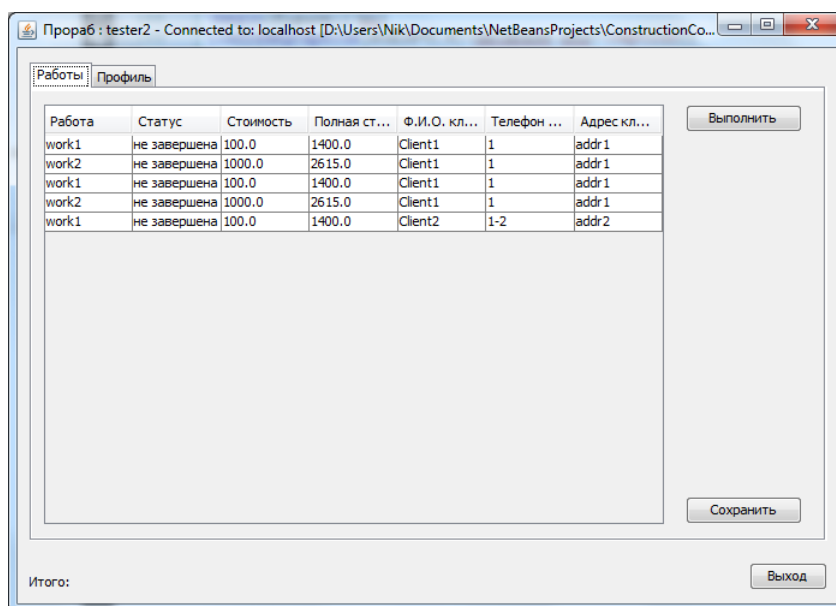 Прораб : tester2 - Connected to: localhost [D:\Users\Nik\Documents\NetBeansProjects\ConstructionCo...
Работы Профиль
Работа Статус Стоимость Полная ст... Ф.И.О. кл... Телефон ... Адрес кл... Выполнить
work1 не завершена 100.0 1400.0 Client1 1 addr1
work2 не завершена 1000.0 2615.0 Client1 1 addr1
work1 не завершена 100.0 1400.0 Client1 1 addr1
work2 не завершена 1000.0 2615.0 Client1 1 addr1
work1 не завершена 100.0 1400.0 Client2 1-2 addr2
Сохранить
Итого: Выход